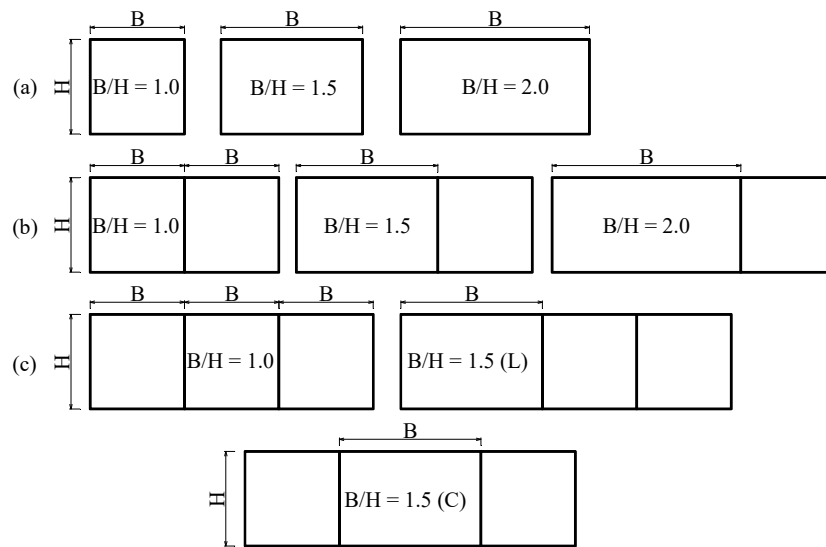 B B B
(a) H B/H = 1.0 B/H = 1.5 B/H = 2.0
B B B B
(b) H B/H = 1.0 B/H = 1.5 B/H = 2.0
B B B B
(c) H B/H = 1.0 B/H = 1.5 (L)
B
H B/H = 1.5 (C)